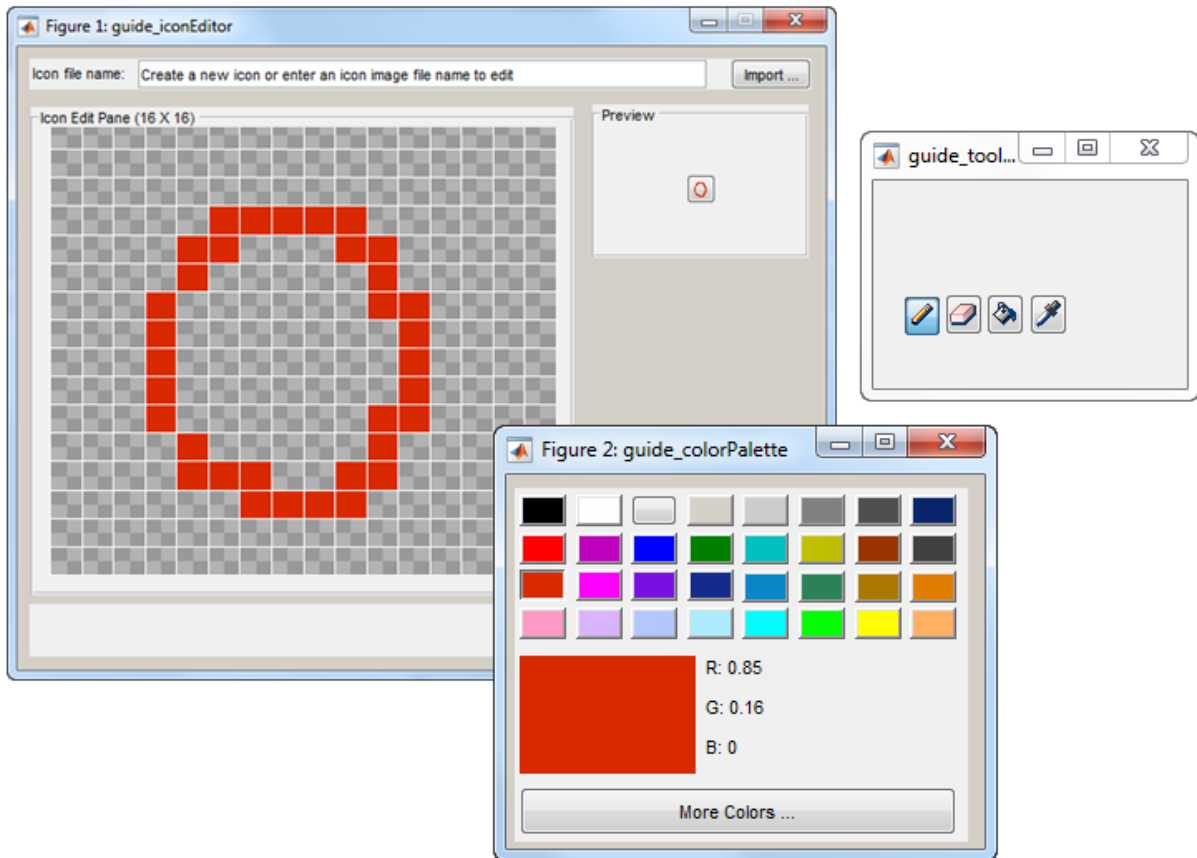 Figure 1: guide_iconEditor
Icon file name: Create a new icon or enter an icon image file name to edit Import ...
Icon Edit Pane (16 X 16)
Preview
guide_tool...
Figure 2: guide_colorPalette
R: 0.85
G: 0.16
B: 0
More Colors ...